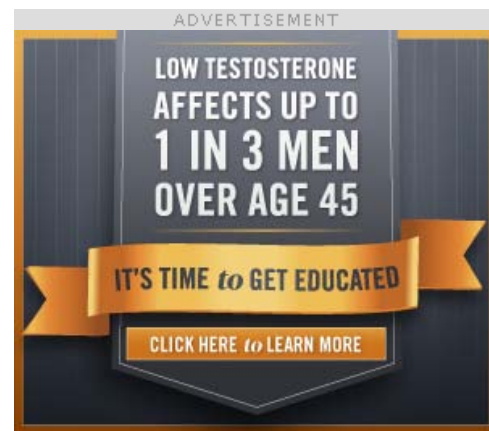 ADVERTISEMENT
LOW TESTOSTERONE
AFFECTS UP TO
1 IN 3 MEN
OVER AGE 45
IT'S TIME to GET EDUCATED
CLICK HERE to LEARN MORE